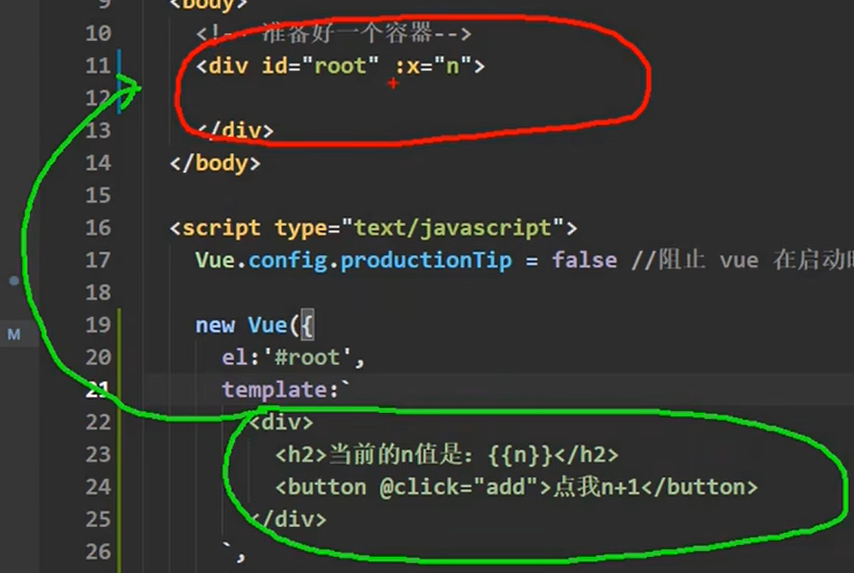 9 <body>
10 <!-- 准备好一个容器-->
11 <div id="root" :x="n">
12
13 </div>
14 </body>
15
16 <script type="text/javascript">
17 Vue.config.productionTip = false //阻止 vue 在启动时
18
19 new Vue({
20 el:'#root',
21 template:`
22 <div>
23 <h2>当前的n值是：{{n}}</h2>
24 <button @click="add">点我n+1</button>
25 </div>
26 `,
M